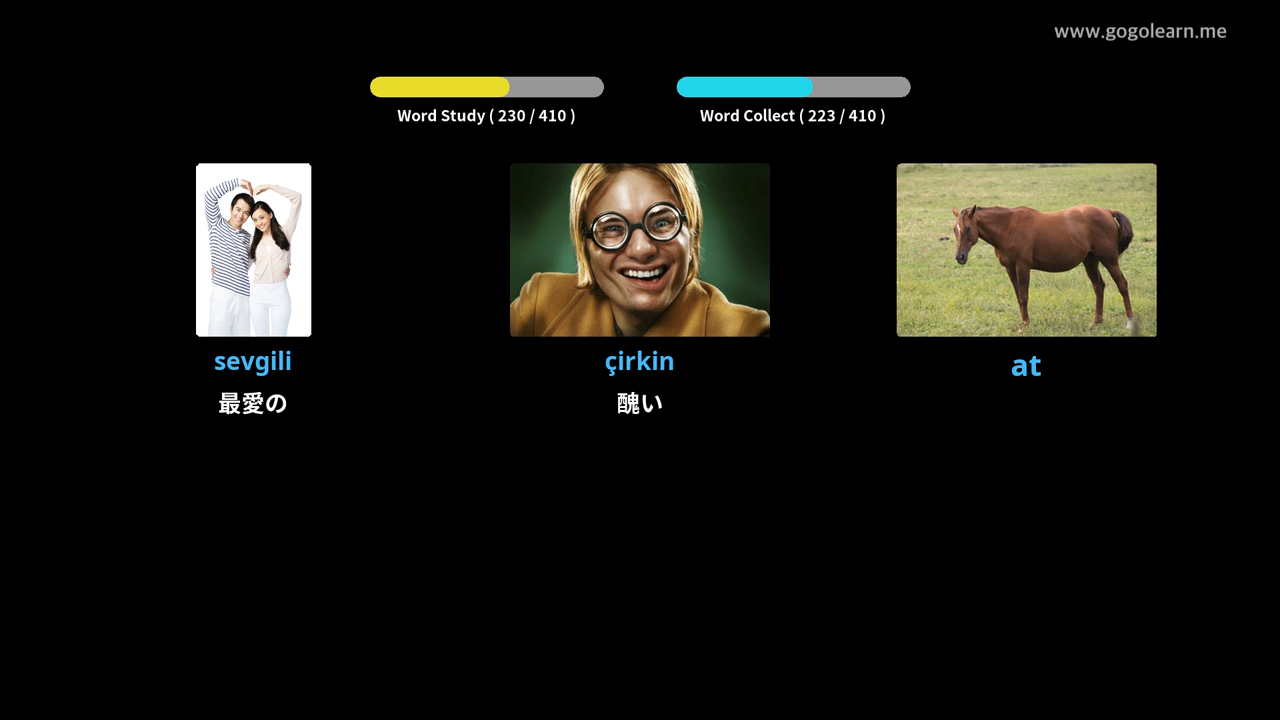 www.gogolearn.me
Word Study ( 230 / 410 )
Word Collect ( 223 / 410 )
sevgili
最愛の
çirkin
醜い
at